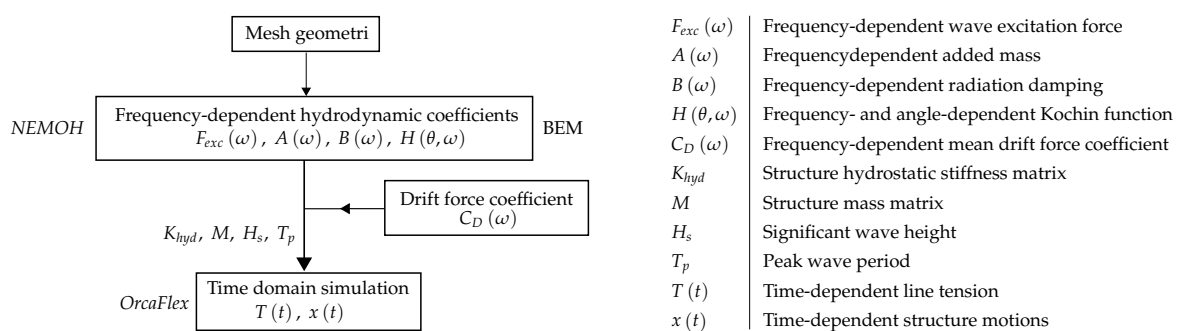 Mesh geometri
NEMOH
Frequency-dependent hydrodynamic coefficients
F_exc (ω) , A (ω) , B (ω) , H (θ, ω)
BEM
Drift force coefficient
C_D (ω)
K_hyd, M, H_s, T_p
OrcaFlex
Time domain simulation
T (t) , x (t)
F_exc (ω) Frequency-dependent wave excitation force
A (ω) Frequencydependent added mass
B (ω) Frequency-dependent radiation damping
H (θ, ω) Frequency- and angle-dependent Kochin function
C_D (ω) Frequency-dependent mean drift force coefficient
K_hyd Structure hydrostatic stiffness matrix
M Structure mass matrix
H_s Significant wave height
T_p Peak wave period
T (t) Time-dependent line tension
x (t) Time-dependent structure motions